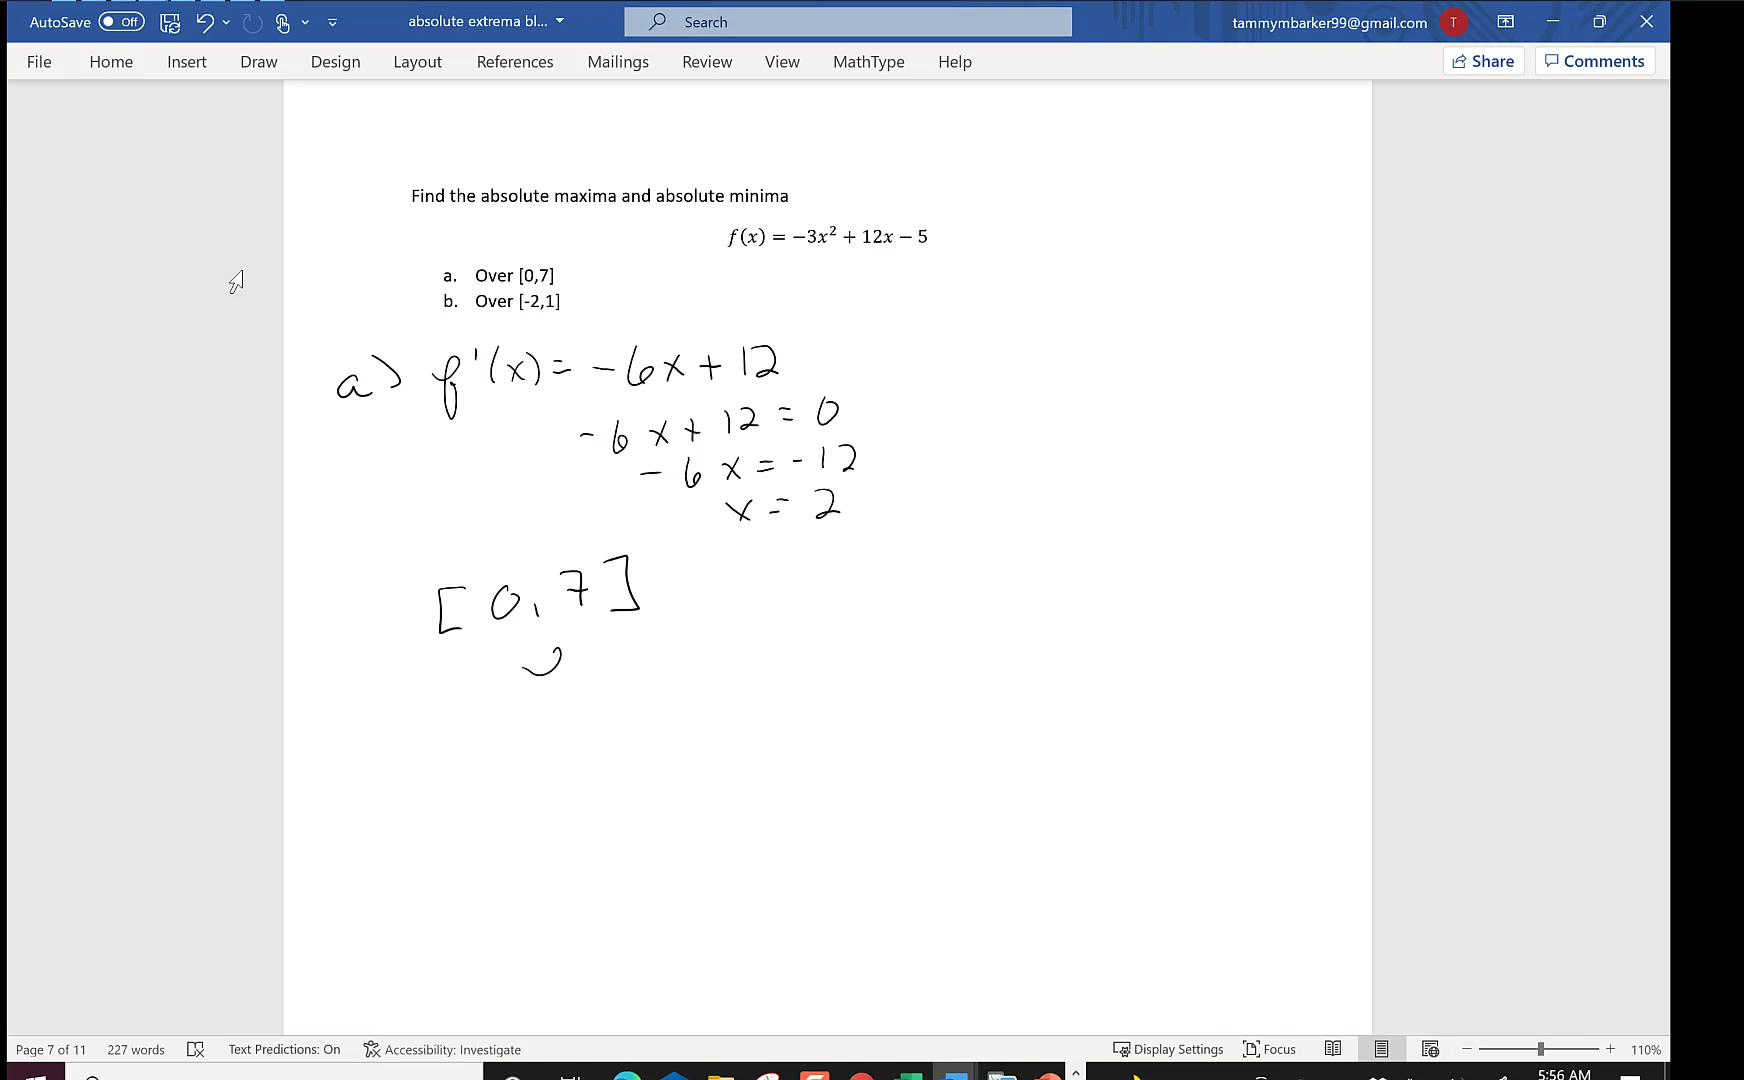 AutoSave Off absolute extrema bl... Search tammymbarker99@gmail.com T
File Home Insert Draw Design Layout References Mailings Review View MathType Help Share Comments
Find the absolute maxima and absolute minima
f(x) = −3x² + 12x − 5
a. Over [0,7]
b. Over [-2,1]
a) f'(x) = -6x + 12
-6x + 12 = 0
-6x = -12
x = 2
[0, 7]
Page 7 of 11 227 words Text Predictions: On Accessibility: Investigate Display Settings Focus 110%
5:56 AM